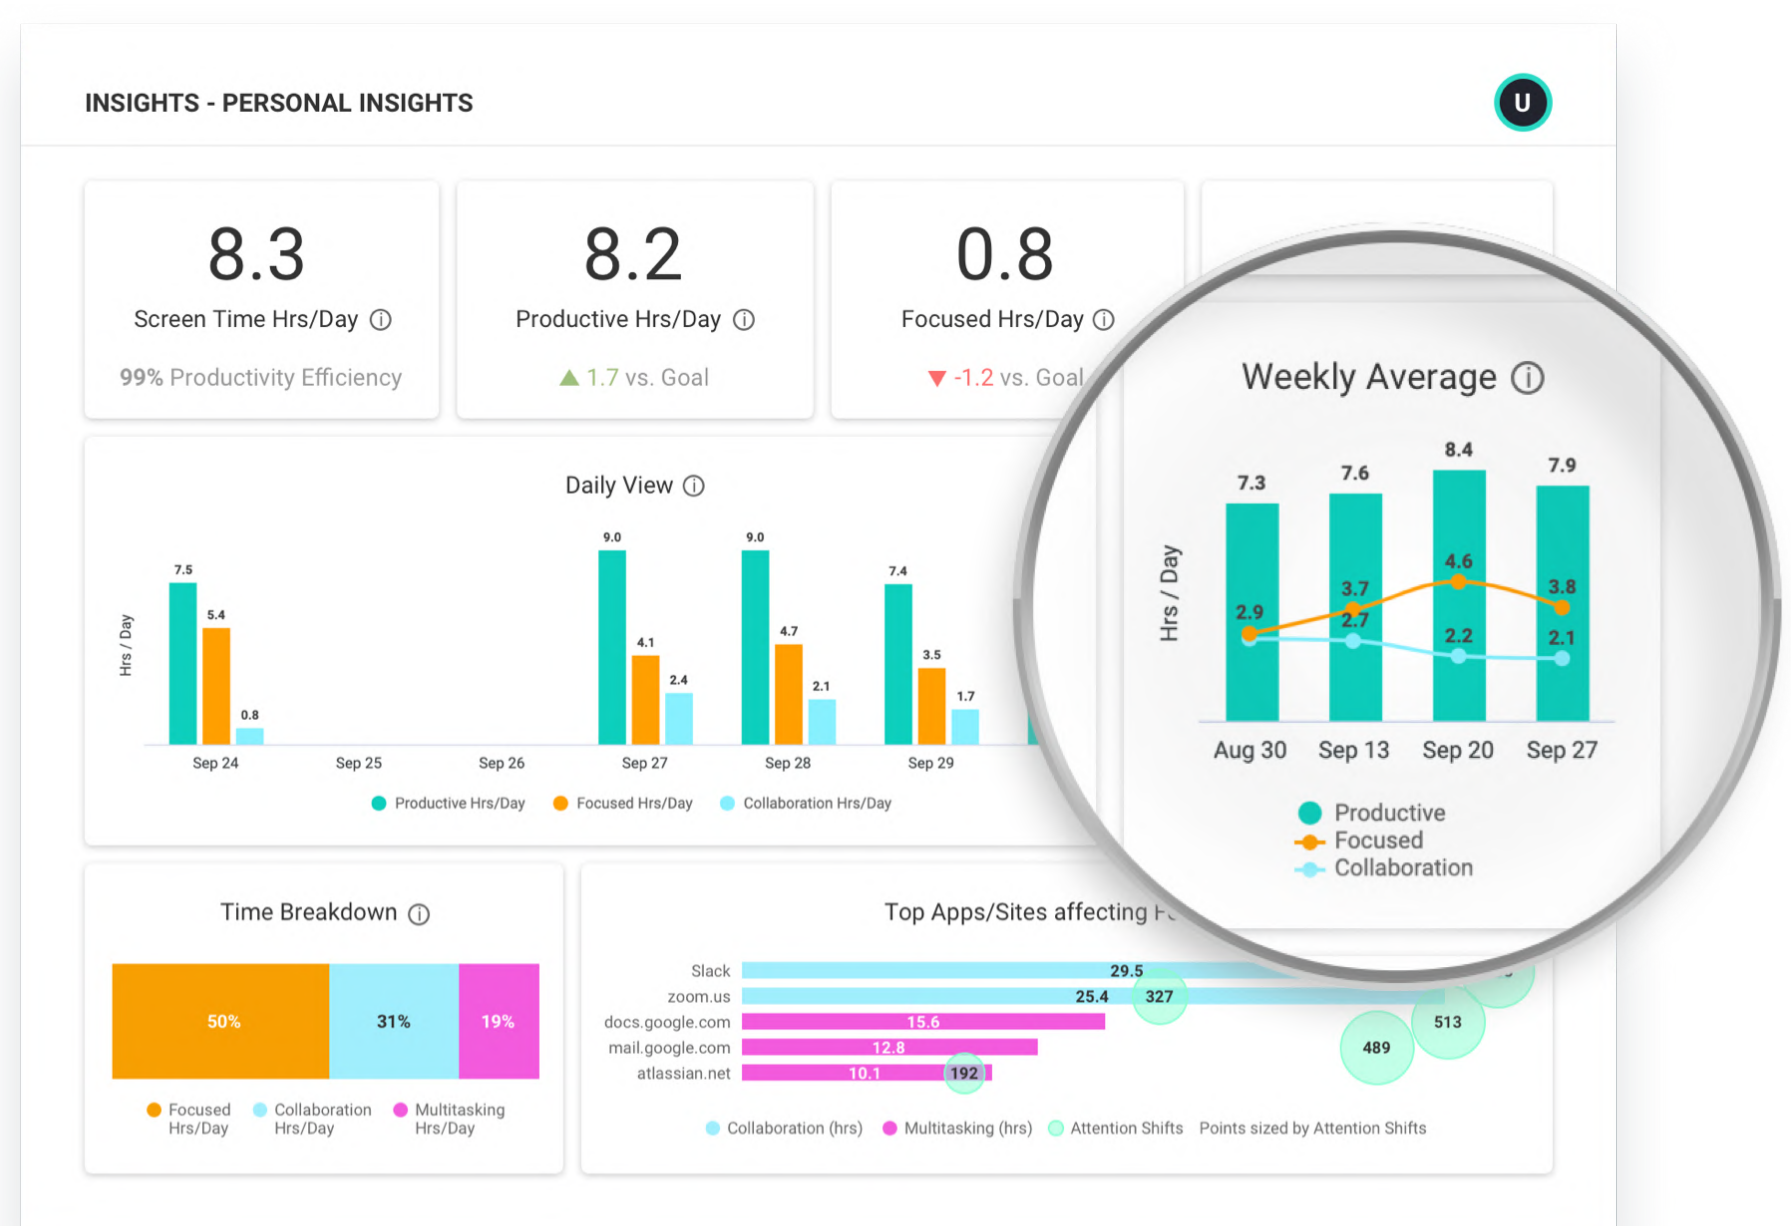 INSIGHTS - PERSONAL INSIGHTS
U
8.3
Screen Time Hrs/Day
99% Productivity Efficiency
8.2
Productive Hrs/Day
▲ 1.7 vs. Goal
0.8
Focused Hrs/Day
▼ -1.2 vs. Goal
Daily View
Hrs / Day
7.5
5.4
0.8
9.0
4.1
2.4
9.0
4.7
2.1
7.4
3.5
1.7
Sep 24
Sep 25
Sep 26
Sep 27
Sep 28
Sep 29
Productive Hrs/Day
Focused Hrs/Day
Collaboration Hrs/Day
Weekly Average
Hrs / Day
7.3
7.6
8.4
7.9
2.9
3.7
4.6
3.8
2.7
2.2
2.1
Aug 30
Sep 13
Sep 20
Sep 27
Productive
Focused
Collaboration
Time Breakdown
50%
31%
19%
Focused
Hrs/Day
Collaboration
Hrs/Day
Multitasking
Hrs/Day
Top Apps/Sites affecting
Slack
29.5
zoom.us
25.4
327
docs.google.com
15.6
513
mail.google.com
12.8
489
atlassian.net
10.1
192
Collaboration (hrs)
Multitasking (hrs)
Attention Shifts
Points sized by Attention Shifts